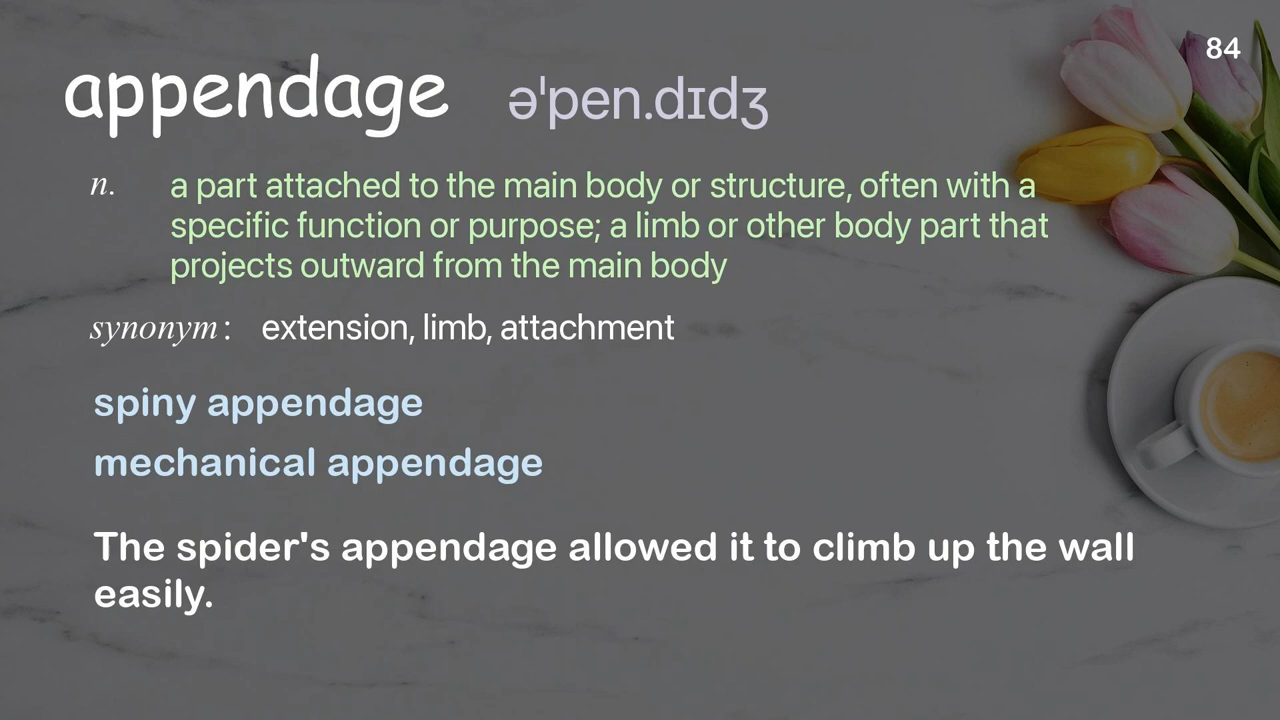 84
appendage əˈpen.dɪdʒ
n. a part attached to the main body or structure, often with a
specific function or purpose; a limb or other body part that
projects outward from the main body
synonym: extension, limb, attachment
spiny appendage
mechanical appendage
The spider's appendage allowed it to climb up the wall
easily.